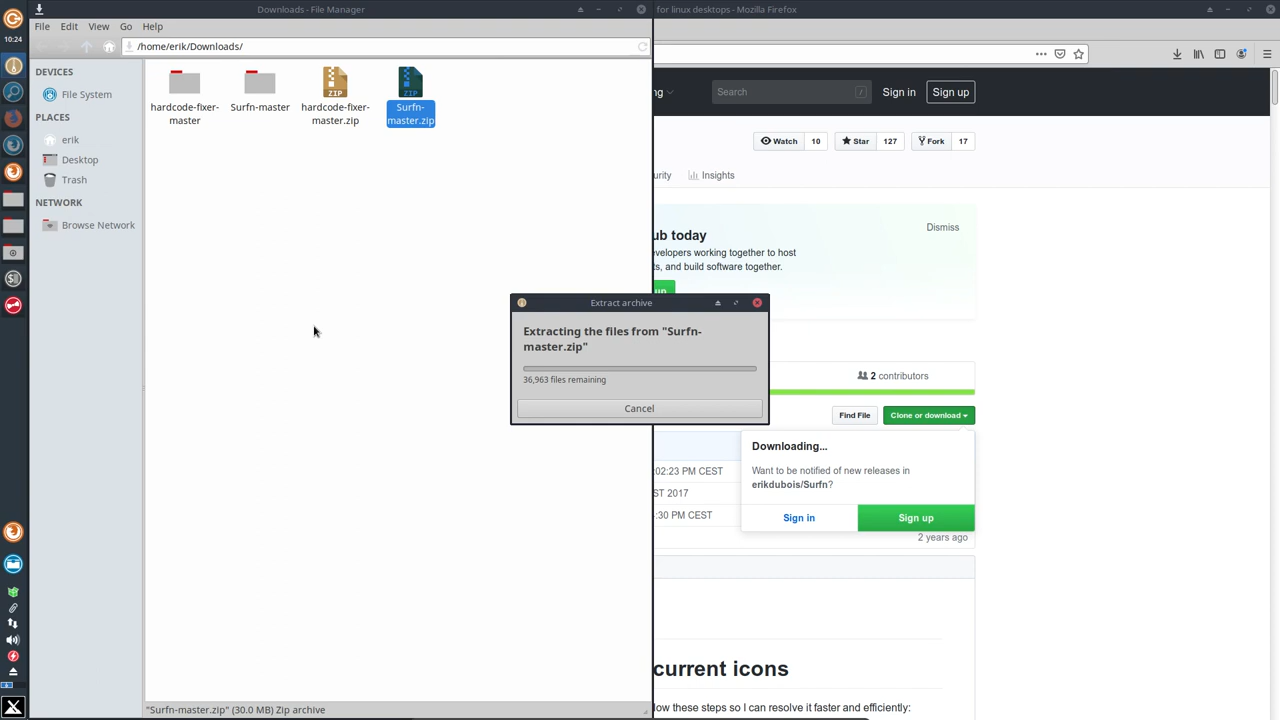 Downloads - File Manager
for linux desktops - Mozilla Firefox
10:24
File Edit View Go Help
/home/erik/Downloads/
DEVICES
File System
PLACES
erik
Desktop
Trash
NETWORK
Browse Network
hardcode-fixer-
master
Surfn-master
ZIP
hardcode-fixer-
master.zip
ZIP
Surfn-
master.zip
"Surfn-master.zip" (30.0 MB) Zip archive
Search
/
Sign in
Sign up
Watch 10
Star 127
Fork 17
Insights
Dismiss
today
working together to host
and build software together.
Extract archive
Extracting the files from "Surfn-
master.zip"
36,963 files remaining
Cancel
2 contributors
Find File
Clone or download
Downloading...
Want to be notified of new releases in
erikdubois/Surfn?
Sign in
Sign up
:02:23 PM CEST
2017
:30 PM CEST
2 years ago
current icons
these steps so I can resolve it faster and efficiently: